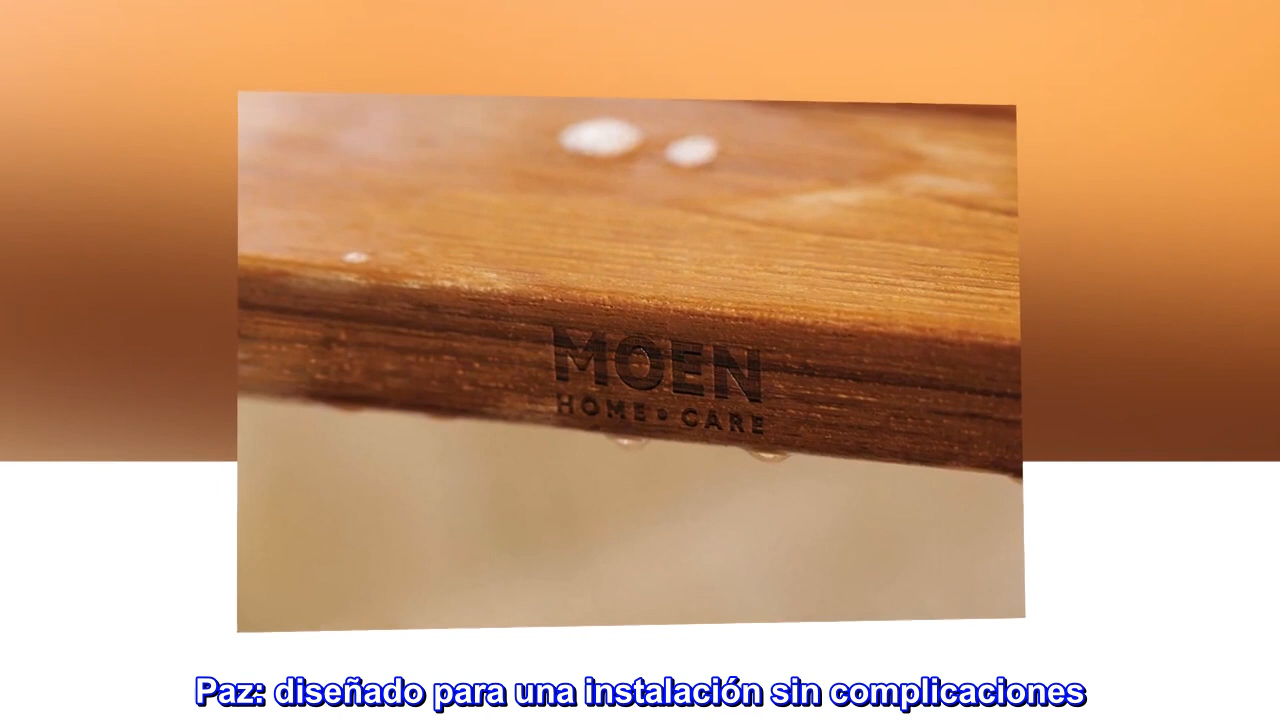 MOEN
HOME • CARE
Paz: diseñado para una instalación sin complicaciones